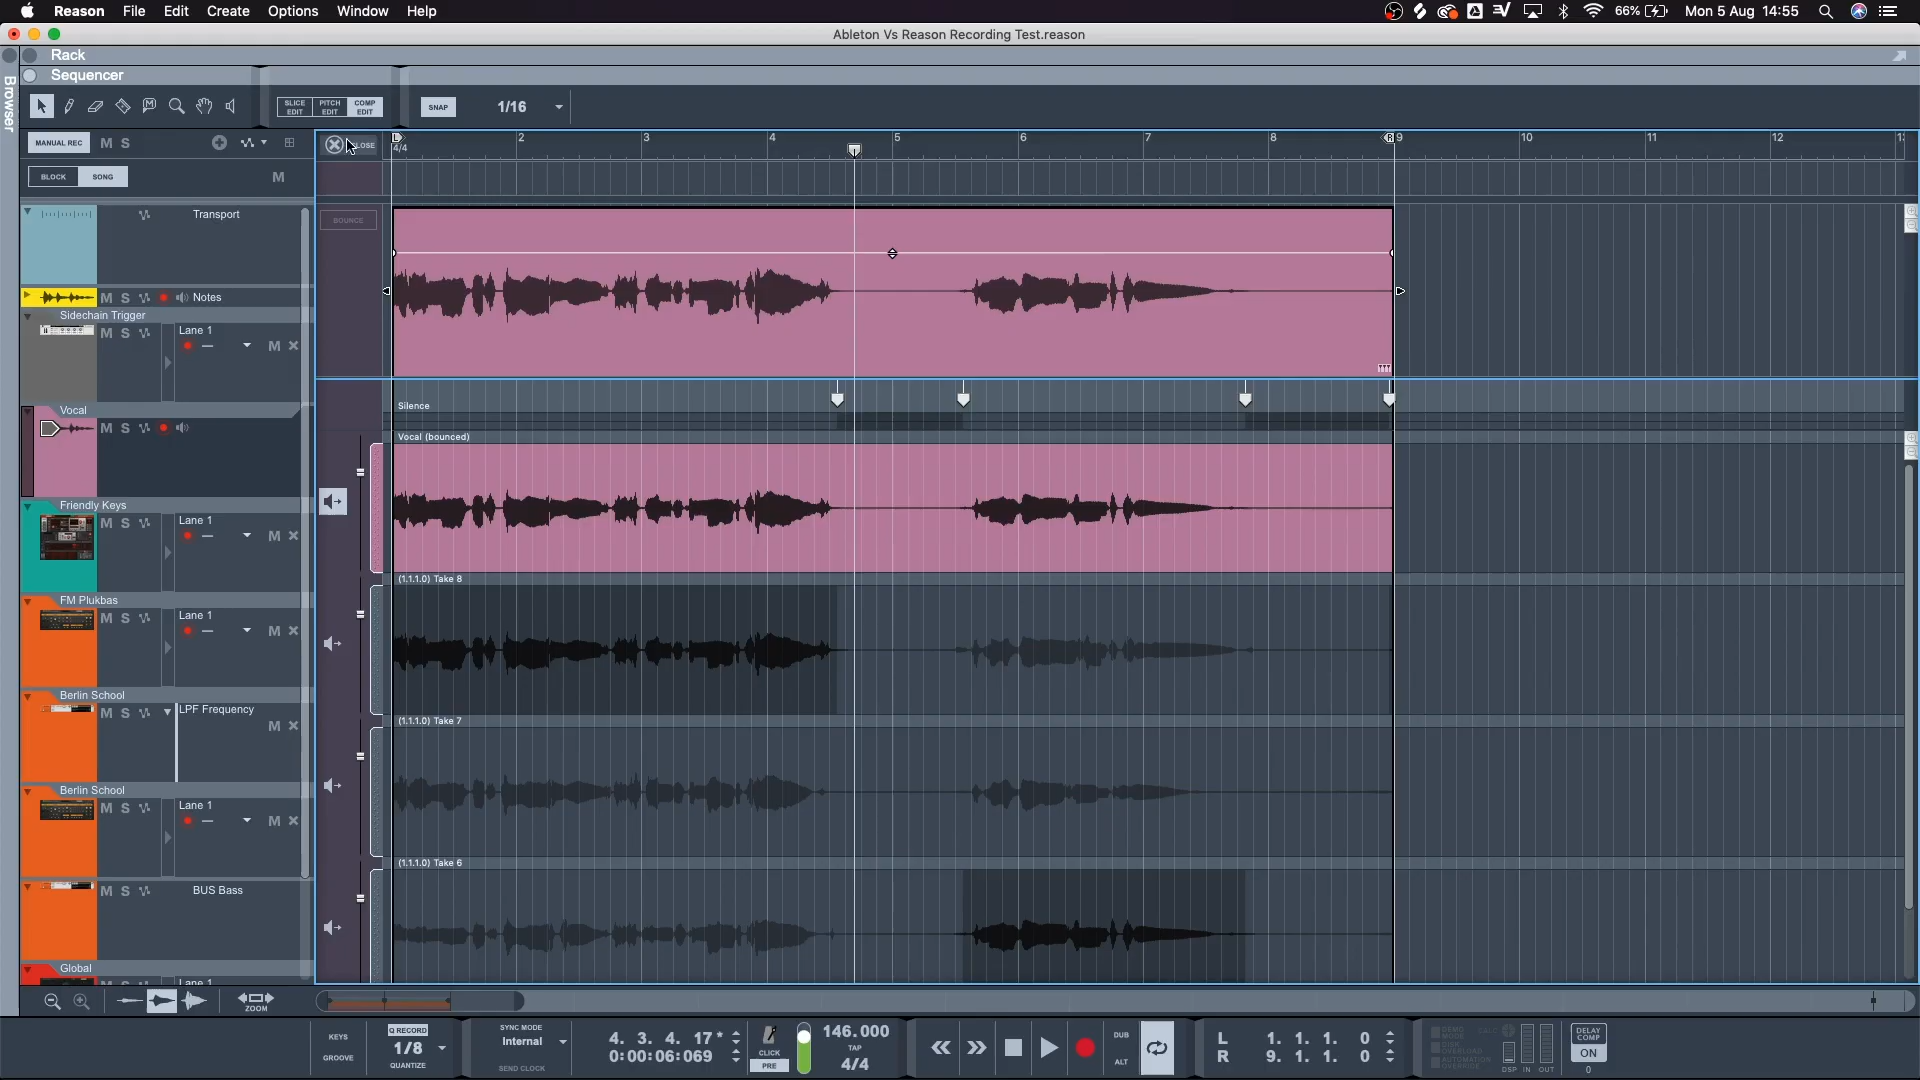 Reason File Edit Create Options Window Help
66% Mon 5 Aug 14:55
Ableton Vs Reason Recording Test.reason
Browser
Rack
Sequencer
SLICE EDIT PITCH EDIT COMP EDIT
SNAP 1/16
MANUAL REC M S
BLOCK SONG M
CLOSE
L 2 3 4 5 6 7 8 R 9 10 11 12
4/4
BOUNCE
Transport
M S Notes
Sidechain Trigger
M S Lane 1
M
Vocal
M S
Friendly Keys
M S Lane 1
M
FM Plukbas
M S Lane 1
M
Berlin School
M S LPF Frequency
M
Berlin School
M S Lane 1
M
M S BUS Bass
Global
Lane 1
Silence
Vocal (bounced)
(1.1.1.0) Take 8
(1.1.1.0) Take 7
(1.1.1.0) Take 6
ZOOM
KEYS
GROOVE
Q RECORD
1/8
QUANTIZE
SYNC MODE
Internal
SEND CLOCK
4. 3. 4. 17 *
0:00:06:069
CLICK
PRE
146.000
TAP
4/4
DUB
ALT
L 1. 1. 1. 0
R 9. 1. 1. 0
DSP IN OUT
DELAY COMP
ON
0